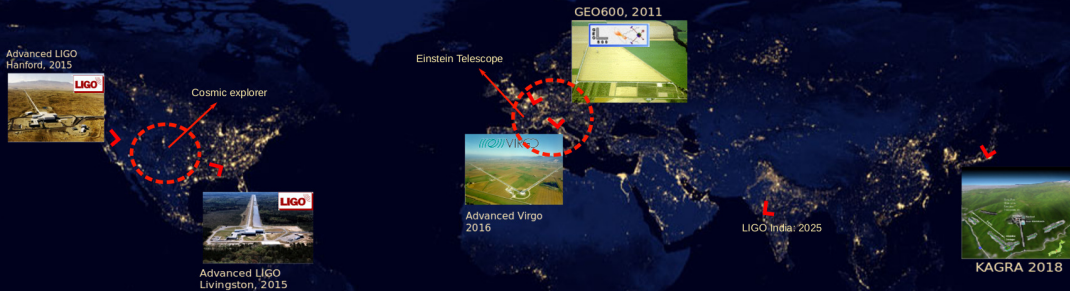 GEO600, 2011
Advanced LIGO
Hanford, 2015
LIGO
Einstein Telescope
Cosmic explorer
VIRGO
LIGO
Advanced Virgo
2016
LIGO India: 2025
KAGRA 2018
Advanced LIGO
Livingston, 2015